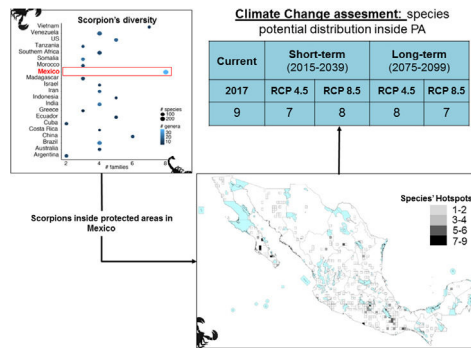 Scorpion's diversity
Vietnam
Venezuela
US
Tanzania
Southern Africa
Somalia
Morocco
Mexico
Madagascar
Israel
Iran
Indonesia
India
Greece
Ecuador
Cuba
Costa Rica
China
Brazil
Australia
Argentina
2
4
6
8
# families
# species
100
200
# genera
30
20
10
Climate Change assesment: species
potential distribution inside PA
Current
Short-term
(2015-2039)
Long-term
(2075-2099)
2017
RCP 4.5
RCP 8.5
RCP 4.5
RCP 8.5
9
7
8
8
7
Scorpions inside protected areas in
Mexico
Species' Hotspots
1-2
3-4
5-6
7-9